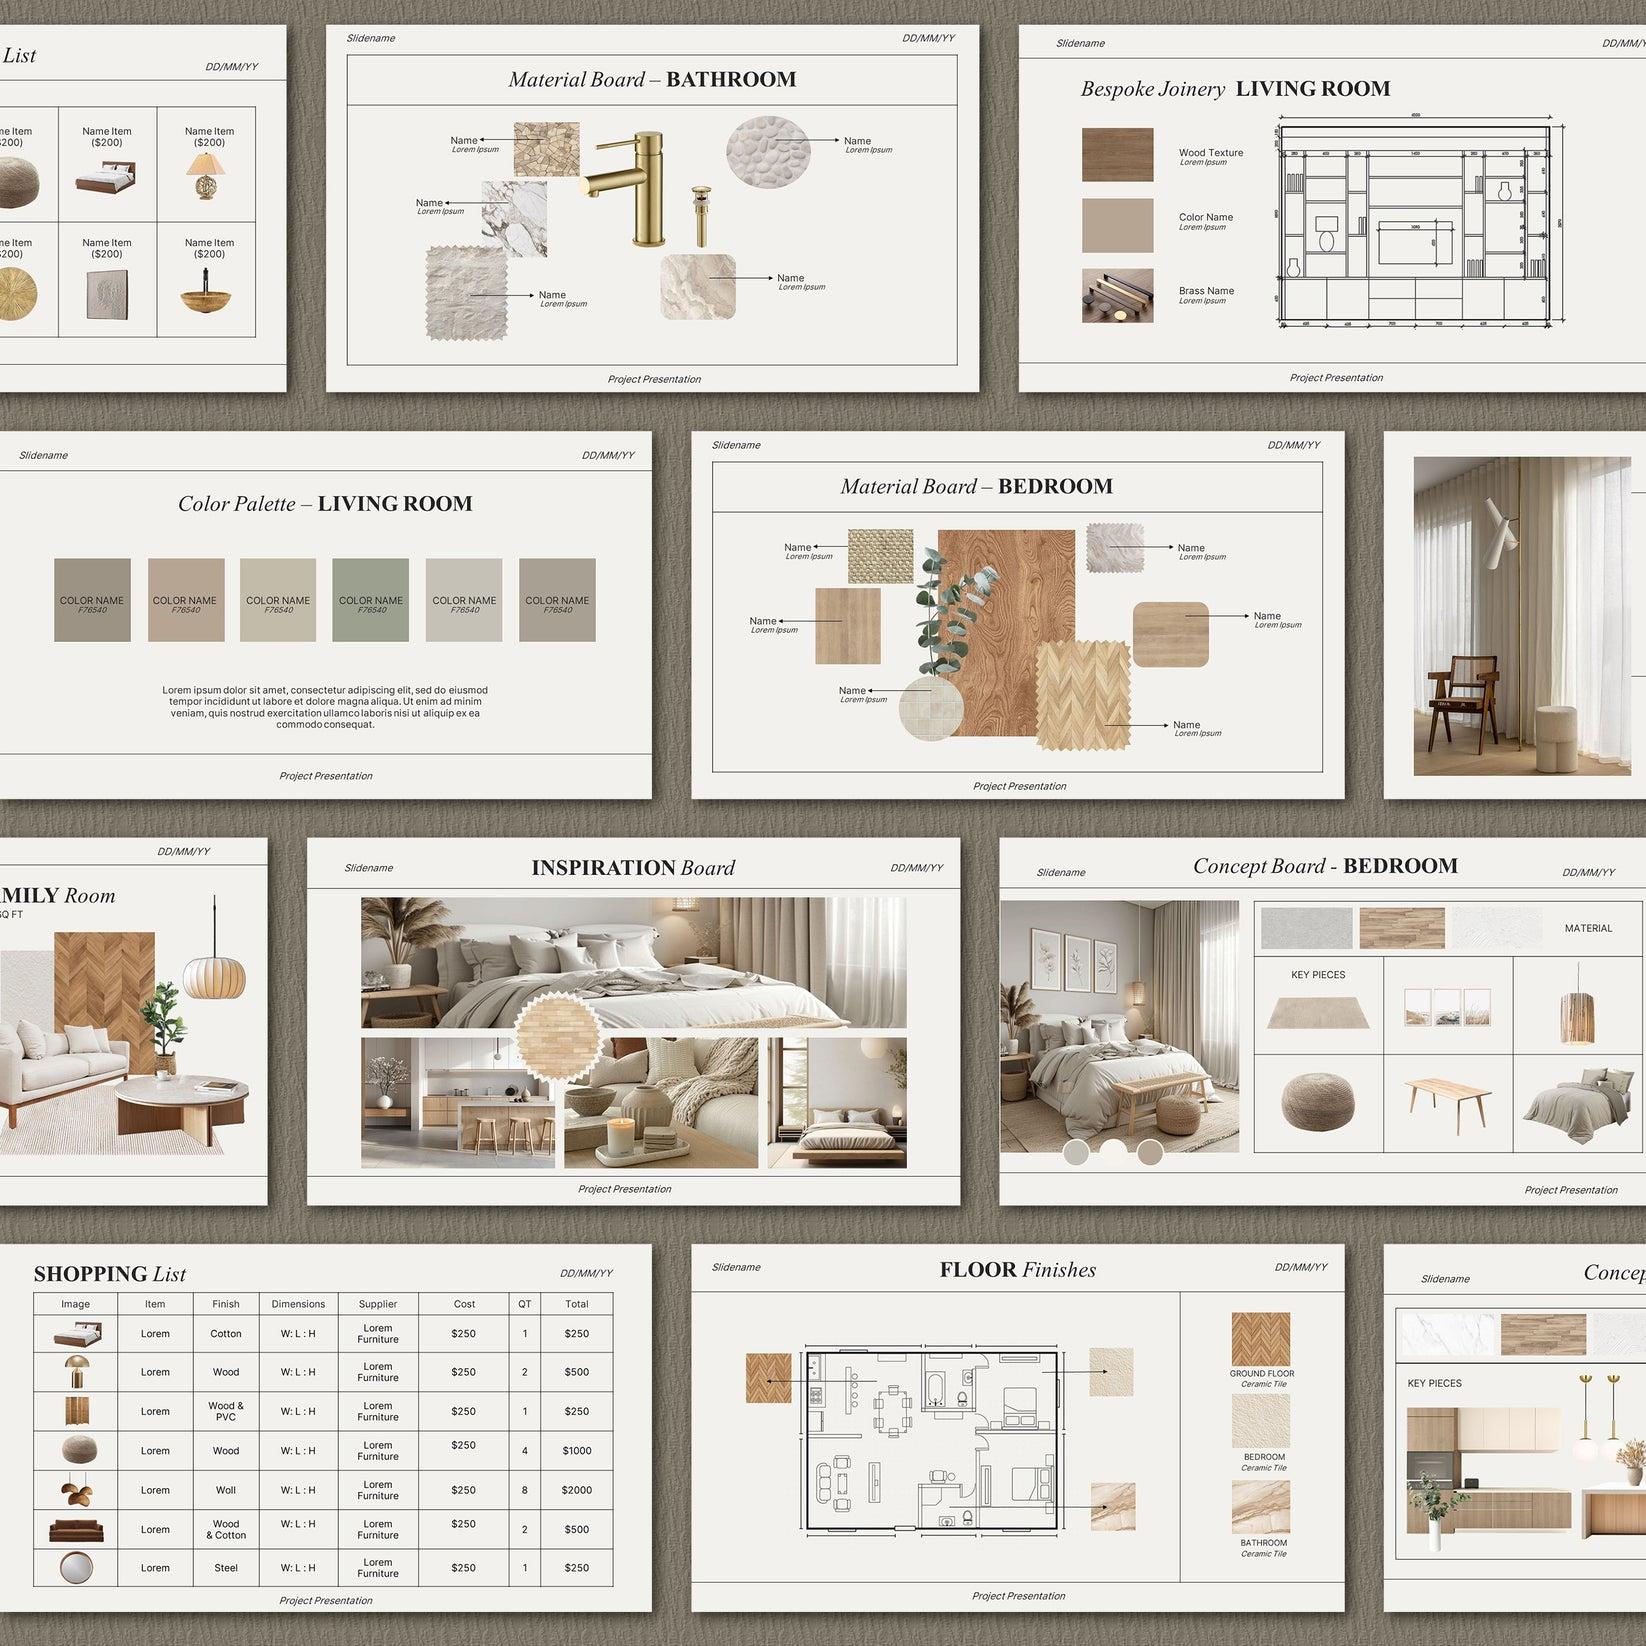 List
DD/MM/YY
Name Item
($200)
Name Item
($200)
Name Item
($200)
Name Item
($200)
Slidename
DD/MM/YY
Material Board – BATHROOM
Name
Lorem Ipsum
Name
Lorem Ipsum
Name
Lorem Ipsum
Name
Lorem Ipsum
Name
Lorem Ipsum
Project Presentation
Slidename
Bespoke Joinery LIVING ROOM
Wood Texture
Lorem Ipsum
Color Name
Lorem Ipsum
Brass Name
Lorem Ipsum
Project Presentation
Slidename
DD/MM/YY
Color Palette – LIVING ROOM
COLOR NAME
F76540
COLOR NAME
F76540
COLOR NAME
F76540
COLOR NAME
F76540
COLOR NAME
F76540
COLOR NAME
F76540
Lorem ipsum dolor sit amet, consectetur adipiscing elit, sed do eiusmod
tempor incididunt ut labore et dolore magna aliqua. Ut enim ad minim
veniam, quis nostrud exercitation ullamco laboris nisi ut aliquip ex ea
commodo consequat.
Project Presentation
Slidename
DD/MM/YY
Material Board – BEDROOM
Name
Lorem Ipsum
Name
Lorem Ipsum
Name
Lorem Ipsum
Name
Lorem Ipsum
Name
Lorem Ipsum
Name
Lorem Ipsum
Project Presentation
DD/MM/YY
Room
FT
Slidename
INSPIRATION Board
DD/MM/YY
Project Presentation
Slidename
Concept Board - BEDROOM
DD/MM/YY
MATERIAL
KEY PIECES
Project Presentation
SHOPPING List
DD/MM/YY
Image Item Finish Dimensions Supplier Cost QT Total
Lorem Cotton W: L : H Lorem Furniture $250 1 $250
Lorem Wood W: L : H Lorem Furniture $250 2 $500
Lorem Wood & PVC W: L : H Lorem Furniture $250 1 $250
Lorem Wood W: L : H Lorem Furniture $250 4 $1000
Lorem Woll W: L : H Lorem Furniture $250 8 $2000
Lorem Wood & Cotton W: L : H Lorem Furniture $250 2 $500
Lorem Steel W: L : H Lorem Furniture $250 1 $250
Project Presentation
Slidename
FLOOR Finishes
DD/MM/YY
GROUND FLOOR
Ceramic Tile
BEDROOM
Ceramic Tile
BATHROOM
Ceramic Tile
Project Presentation
Slidename
KEY PIECES